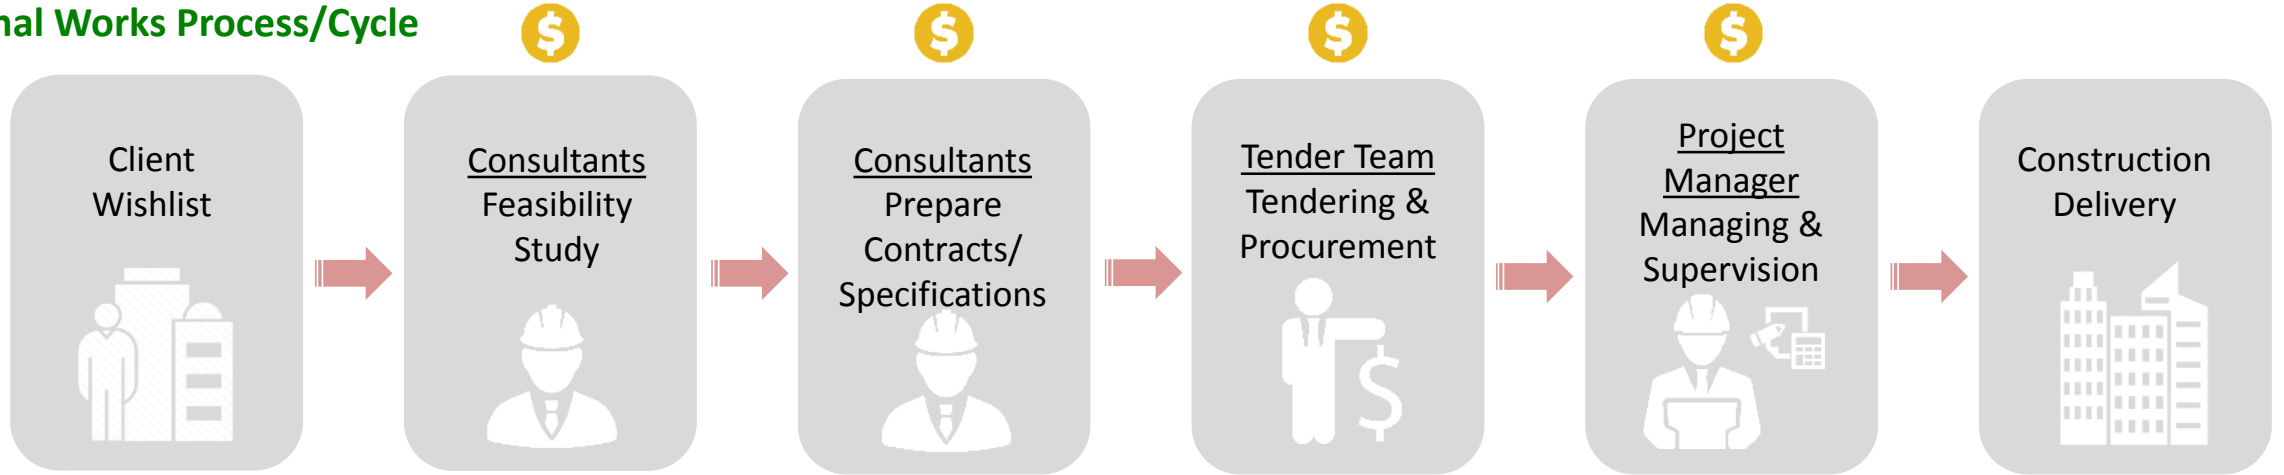 nal Works Process/Cycle
$
$
$
$
Client
Wishlist
Consultants
Feasibility
Study
Consultants
Prepare
Contracts/
Specifications
Tender Team
Tendering &
Procurement
$
Project
Manager
Managing &
Supervision
Construction
Delivery